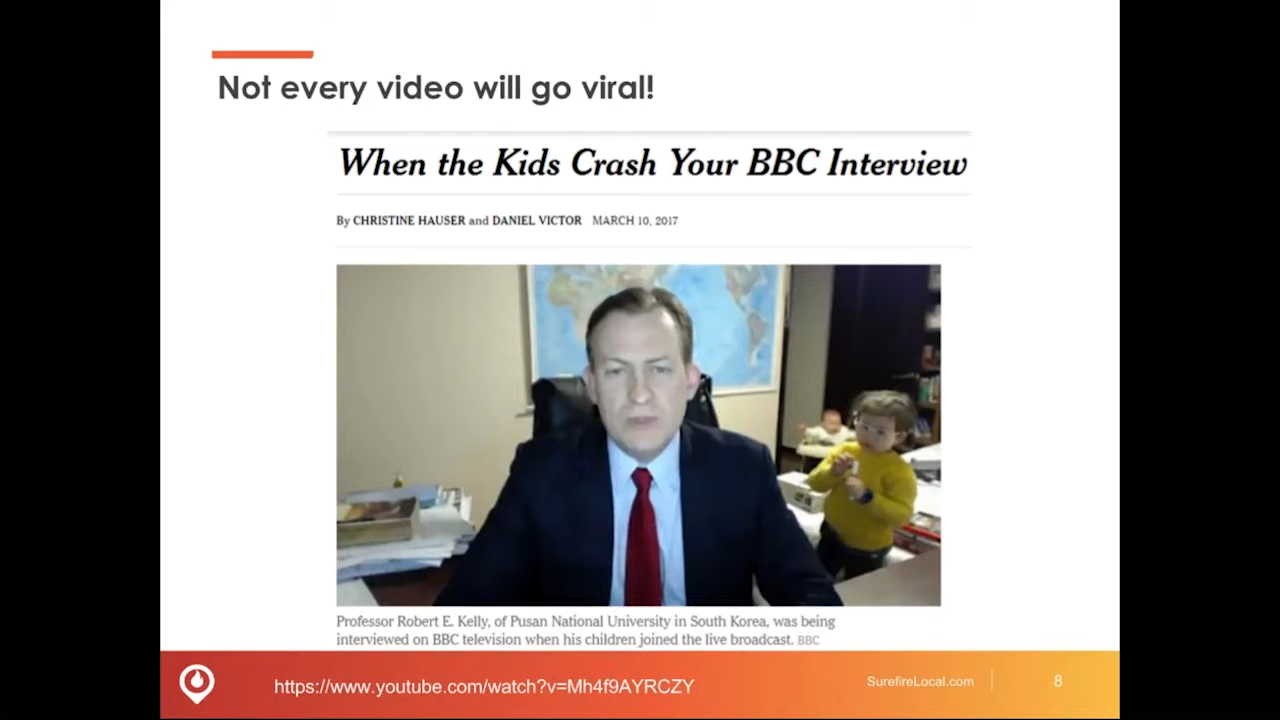 Not every video will go viral!
When the Kids Crash Your BBC Interview
By CHRISTINE HAUSER and DANIEL VICTOR MARCH 10, 2017
Professor Robert E. Kelly, of Pusan National University in South Korea, was being
interviewed on BBC television when his children joined the live broadcast. BBC
https://www.youtube.com/watch?v=Mh4f9AYRCZY
SurefireLocal.com
8